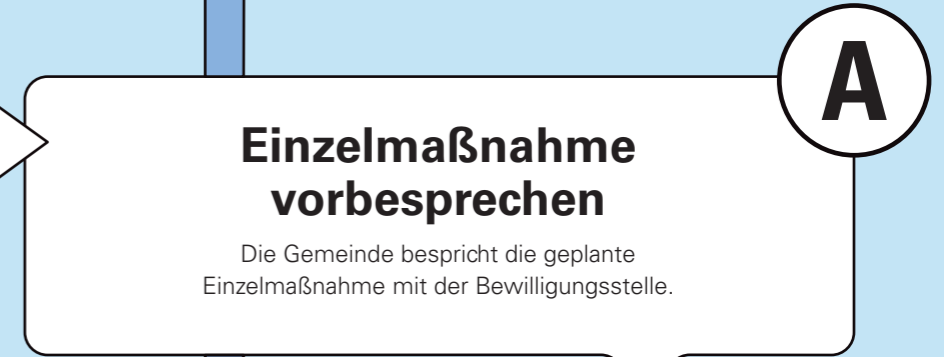 A
Einzelmaßnahme
vorbesprechen
Die Gemeinde bespricht die geplante
Einzelmaßnahme mit der Bewilligungsstelle.